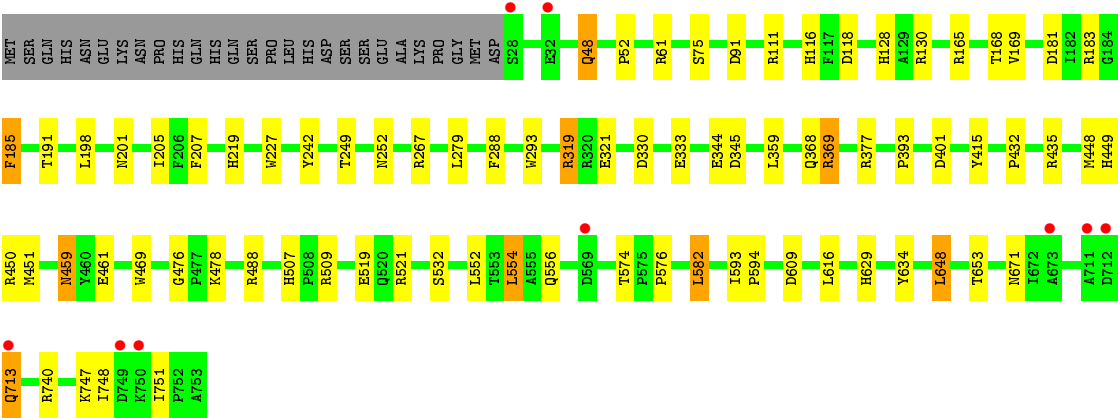 MET SER GLN HIS ASN GLU LYS ASN PRO HIS GLN HIS GLN SER PRO LEU HIS ASP SER SER GLU ALA LYS PRO GLY MET ASP S28 E32 Q48 P52 R61 S75 D91 R111 H116 F117 D118 H128 A129 R130 R165 T168 V169 D181 I182 R183 G184
F185 T191 L198 N201 I205 F206 F207 H219 W227 Y242 T249 N252 R267 L279 F288 W293 R319 R320 E321 D330 E333 E344 D345 L359 Q368 R369 R377 P393 D401 Y415 P432 R435 M448 H449
R450 M451 N459 Y460 E461 W469 G476 P477 K478 R488 H507 P508 R509 E519 Q520 R521 S532 L552 T553 L554 A555 Q556 D569 T574 P575 P576 L582 I593 P594 D609 L616 H629 Y634 L648 T653 N671 I672 A673 A711 D712
Q713 R740 K747 I748 D749 K750 I751 P752 A753